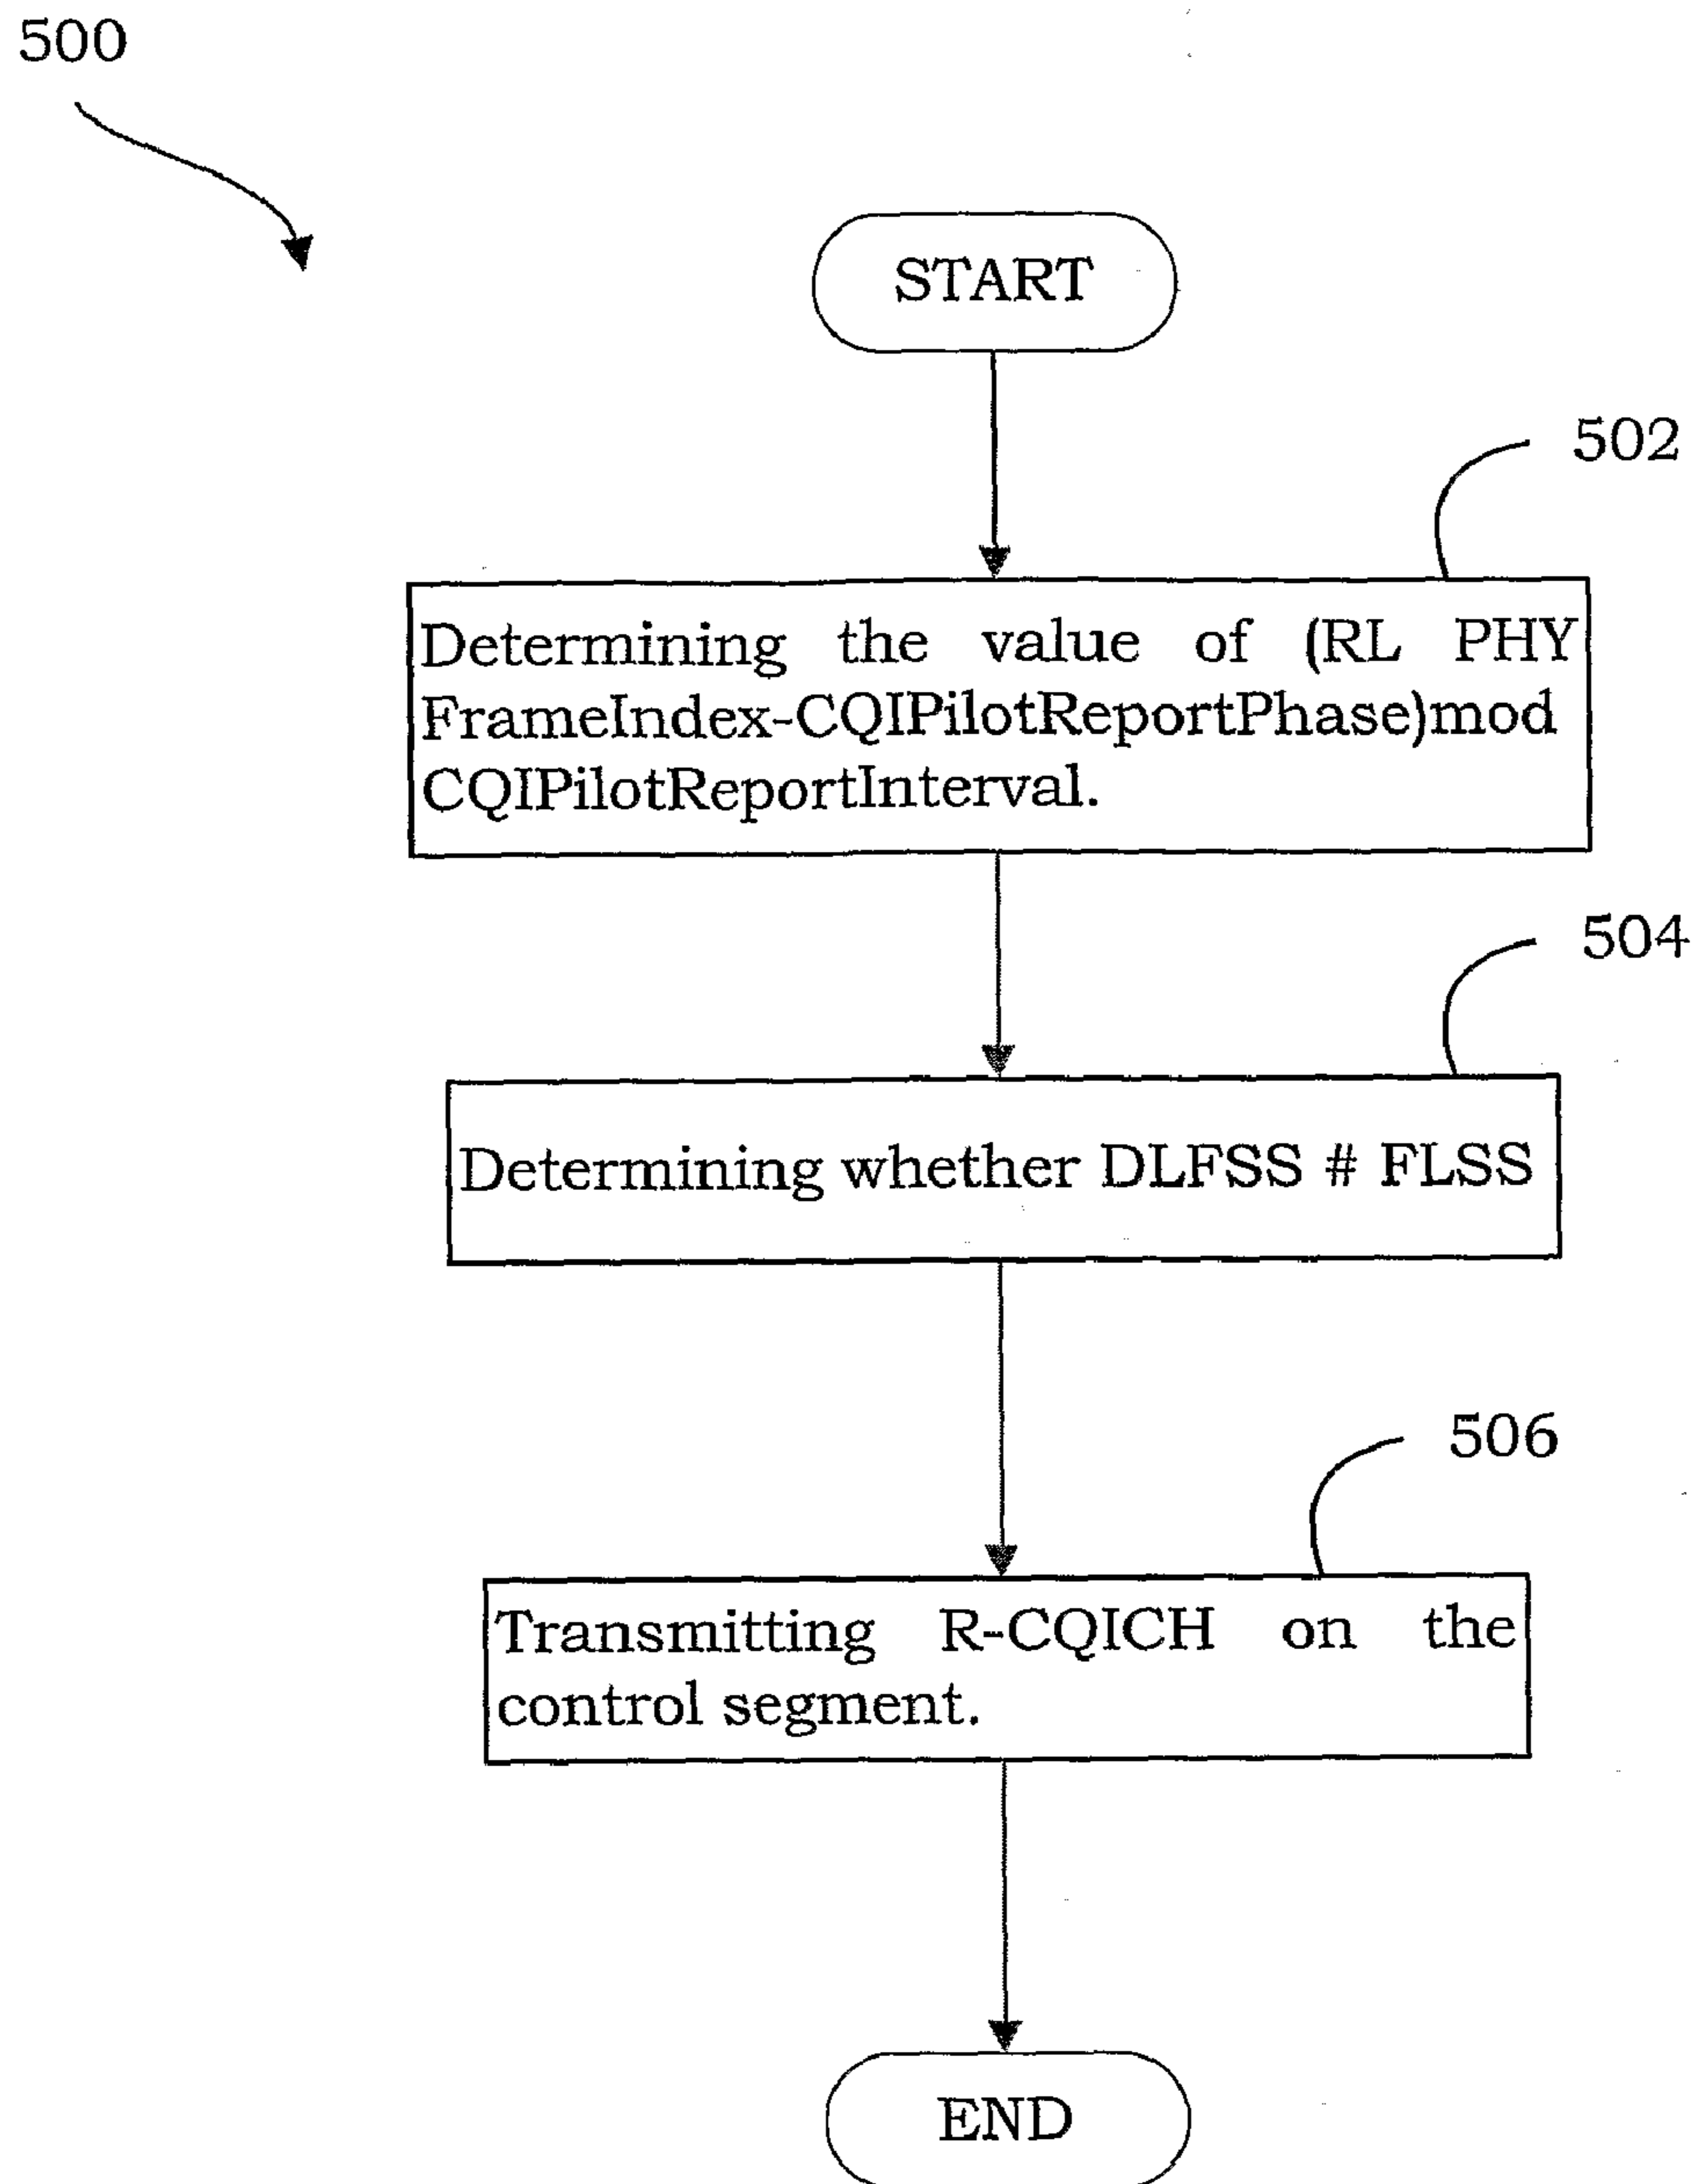 500
START
502
Determining the value of (RL PHY
FrameIndex-CQIPilotReportPhase)mod
CQIPilotReportInterval.
504
Determining whether DLFSS # FLSS
506
Transmitting R-CQICH on the
control segment.
END